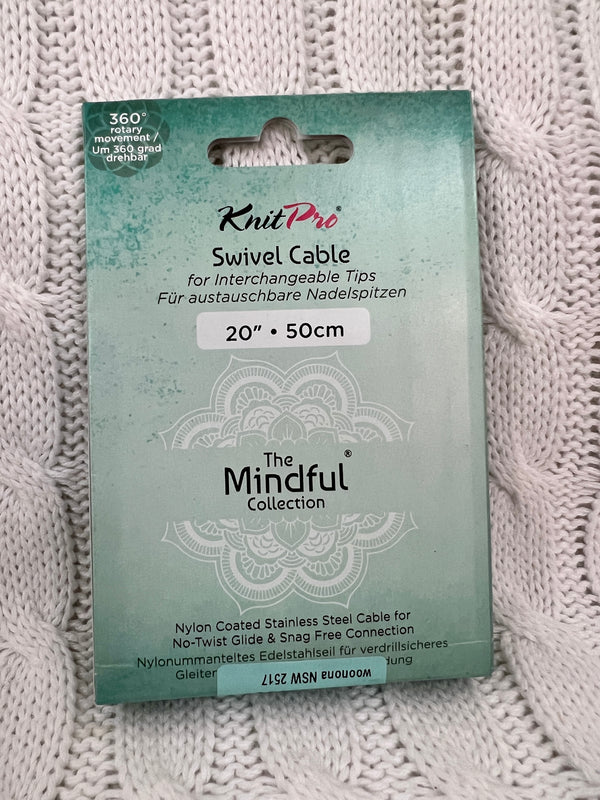 360°
rotary
movement /
Um 360 grad
drehbar
KnitPro®
Swivel Cable
for Interchangeable Tips
Für austauschbare Nadelspitzen
20" • 50cm
The
Mindful®
Collection
Nylon Coated Stainless Steel Cable for
No-Twist Glide & Snag Free Connection
Nylonummanteltes Edelstahlseil für verdrillsicheres
woonona NSW 2517